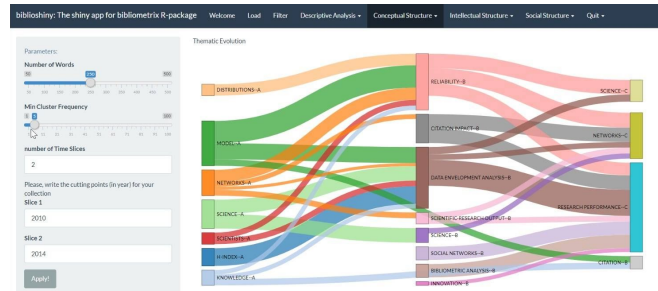 biblioshiny: The shiny app for bibliometrix R-package Welcome Load Filter Descriptive Analysis Conceptual Structure Intellectual Structure Social Structure Quit
Parameters:
Number of Words
Min Cluster Frequency
number of Time Slices
2
Please, write the cutting points (in year) for your
collection
Slice 1
2010
Slice 2
2014
Apply!
Thematic Evolution
DISTRIBUTIONS--A
MODEL--A
NETWORKS--A
SCIENCE--A
SCIENTISTS--A
H-INDEX--A
KNOWLEDGE--A
RELIABILITY--B
CITATION IMPACT--B
DATA ENVELOPMENT ANALYSIS--B
SCIENTIFIC-RESEARCH OUTPUT--B
SCIENCE--B
SOCIAL NETWORKS--B
BIBLIOMETRIC ANALYSIS--B
INNOVATION--B
SCIENCE--C
NETWORKS--C
RESEARCH PERFORMANCE--C
CITATION--B